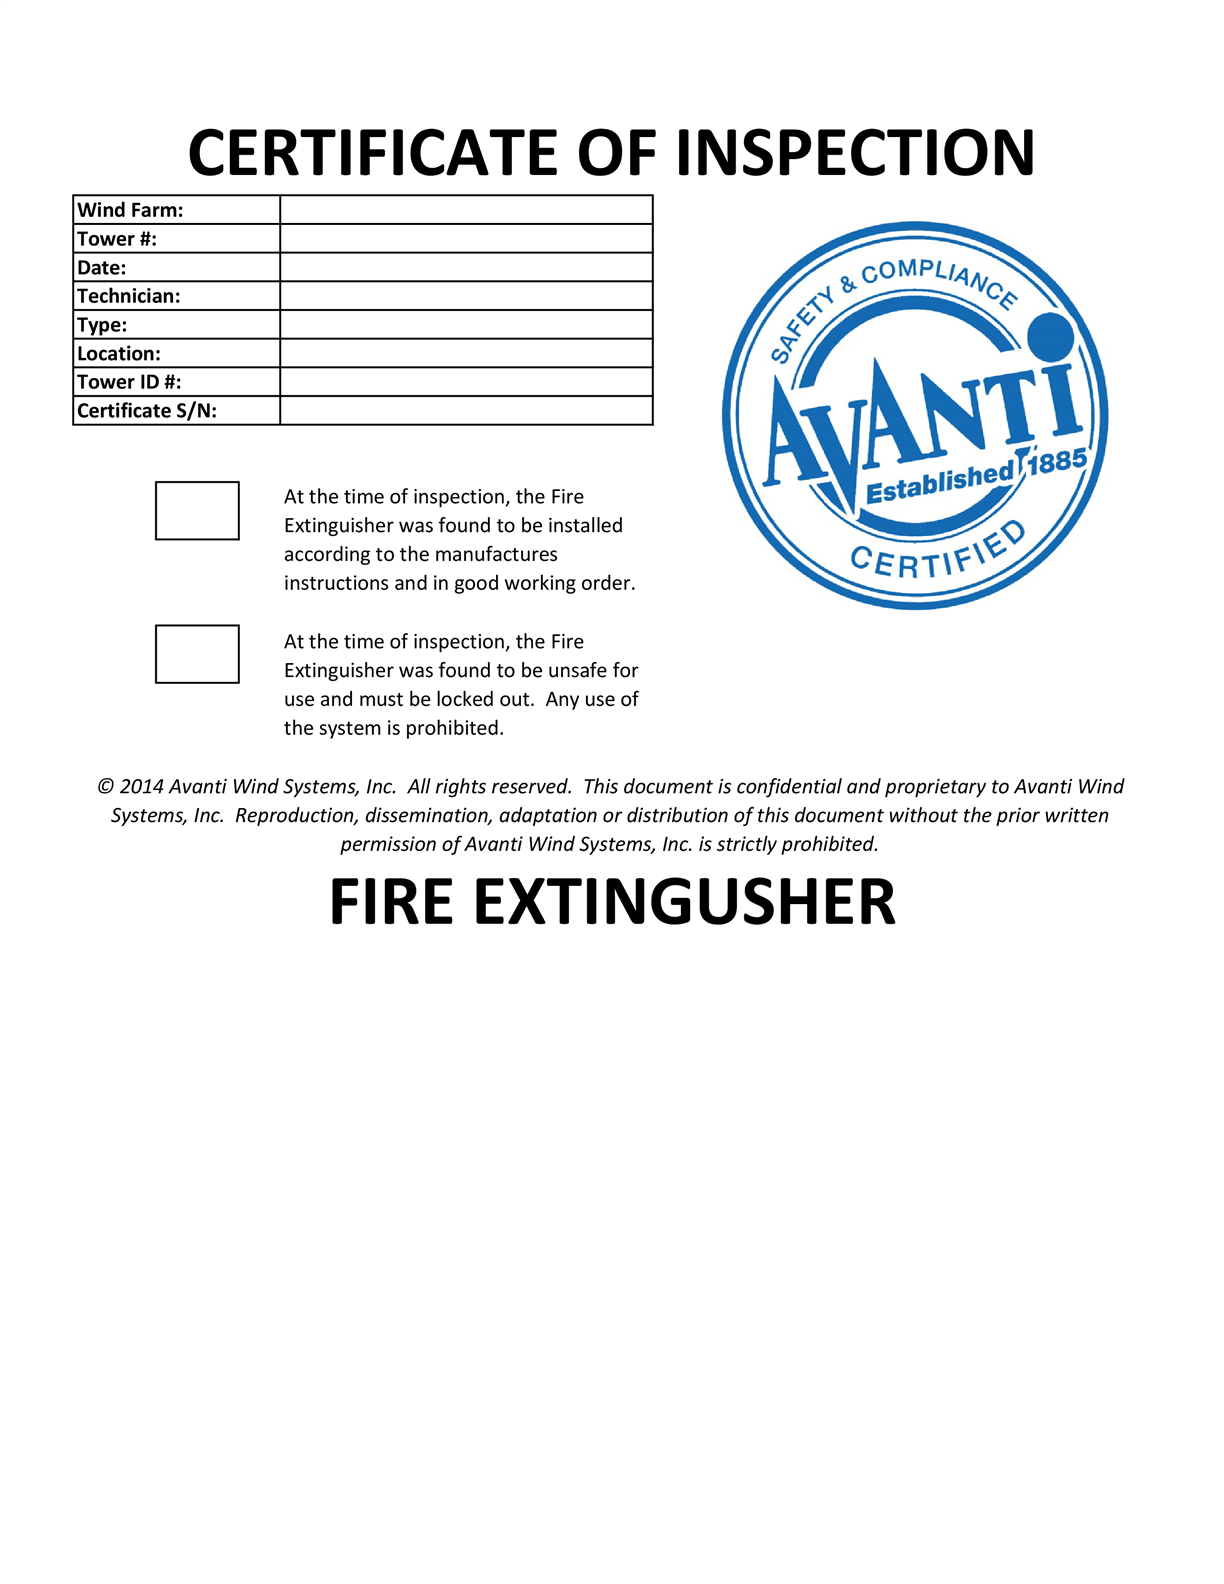 CERTIFICATE OF INSPECTION
Wind Farm:
Tower #:
Date:
Technician:
Type:
Location:
Tower ID #:
Certificate S/N:
SAFETY & COMPLIANCE
AVANTi
Established 1885
CERTIFIED
At the time of inspection, the Fire
Extinguisher was found to be installed
according to the manufactures
instructions and in good working order.
At the time of inspection, the Fire
Extinguisher was found to be unsafe for
use and must be locked out.  Any use of
the system is prohibited.
© 2014 Avanti Wind Systems, Inc.  All rights reserved.  This document is confidential and proprietary to Avanti Wind
Systems, Inc.  Reproduction, dissemination, adaptation or distribution of this document without the prior written
permission of Avanti Wind Systems, Inc. is strictly prohibited.
FIRE EXTINGUSHER